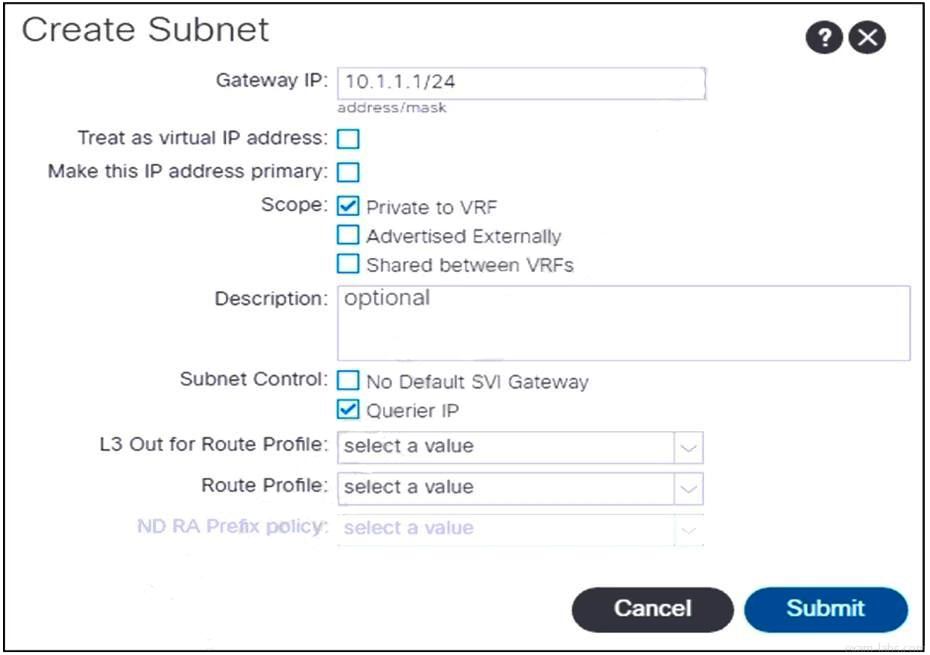 Create Subnet
?
Gateway IP: 10.1.1.1/24
address/mask
Treat as virtual IP address:
Make this IP address primary:
Scope: Private to VRF
Advertised Externally
Shared between VRFs
Description: optional
Subnet Control: No Default SVI Gateway
Querier IP
L3 Out for Route Profile: select a value
Route Profile: select a value
ND RA Prefix policy: select a value
Cancel Submit